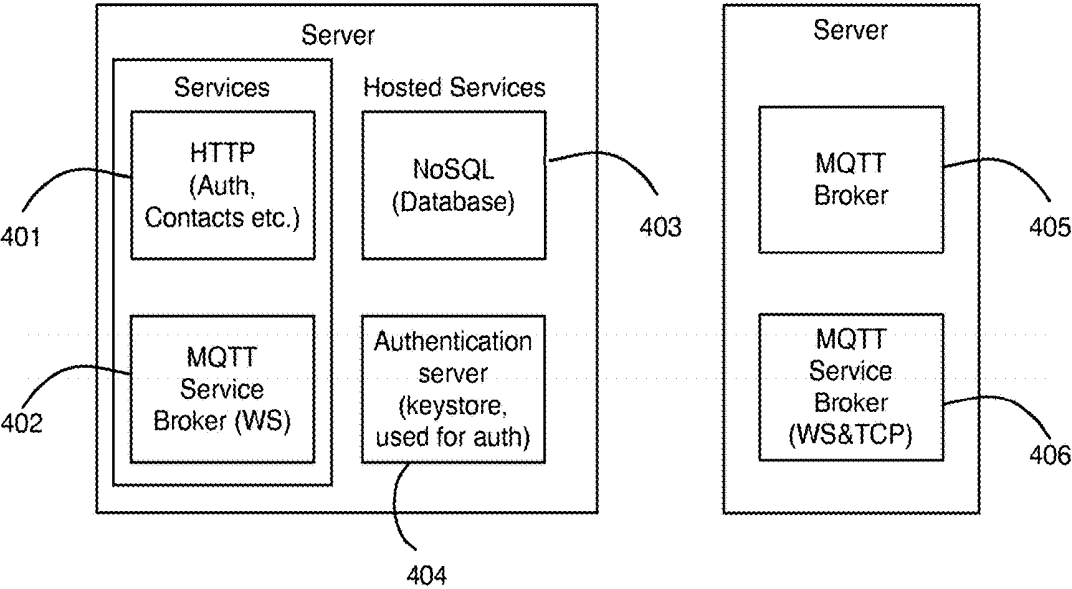 Server
Services
HTTP
(Auth,
Contacts etc.)
401
MQTT
Service
Broker (WS)
402
Hosted Services
NoSQL
(Database)
403
Authentication
server
(keystore,
used for auth)
404
Server
MQTT
Broker
405
MQTT
Service
Broker
(WS&TCP)
406